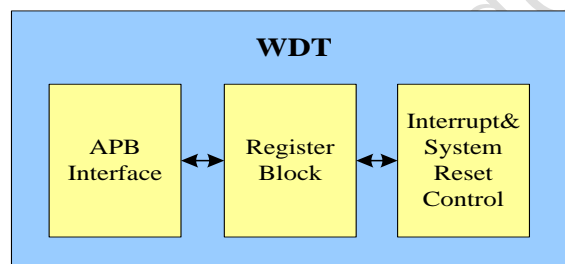 WDT
APB
Interface
Register
Block
Interrupt&
System
Reset
Control